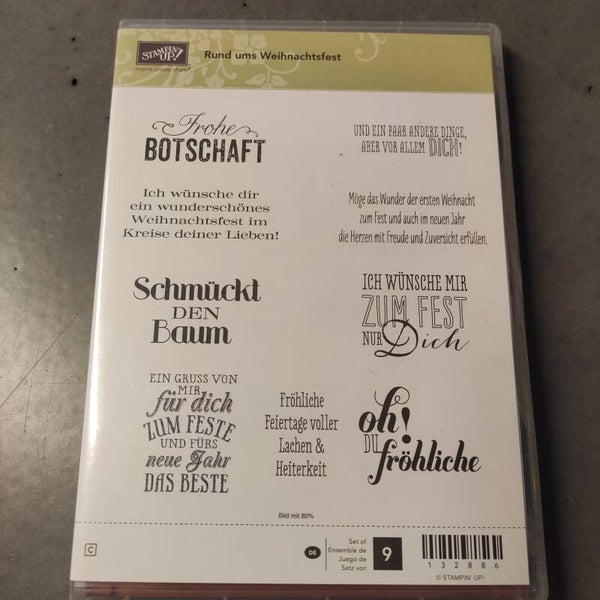 STAMPIN' UP!
inspire. create. share.®
Rund ums Weihnachtsfest
Frohe
BOTSCHAFT
UND EIN PAAR ANDERE DINGE,
ABER VOR ALLEM DICH!
Ich wünsche dir
ein wunderschönes
Weihnachtsfest im
Kreise deiner Lieben!
Möge das Wunder der ersten Weihnacht
zum Fest und auch im neuen Jahr
die Herzen mit Freude und Zuversicht erfüllen.
Schmückt
DEN
Baum
ICH WÜNSCHE MIR
ZUM FEST
NUR Dich
EIN GRUSS VON
MIR
für dich
ZUM FESTE
UND FÜRS
neue Jahr
DAS BESTE
Fröhliche
Feiertage voller
Lachen &
Heiterkeit
oh!
DU
fröhliche
Bild mit 80%
C
DE
Set of
Ensemble de
Juego de
Satz von
9
132886
© STAMPIN' UP!